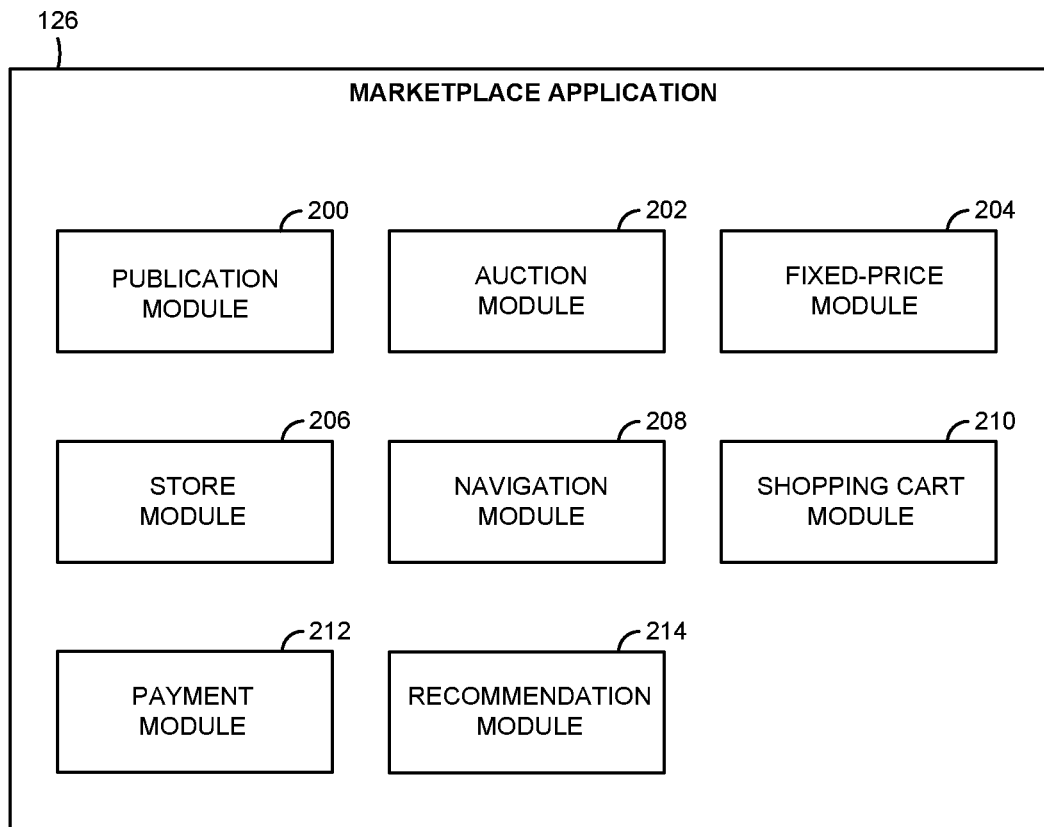 126
MARKETPLACE APPLICATION
200
PUBLICATION
MODULE
202
AUCTION
MODULE
204
FIXED-PRICE
MODULE
206
STORE
MODULE
208
NAVIGATION
MODULE
210
SHOPPING CART
MODULE
212
PAYMENT
MODULE
214
RECOMMENDATION
MODULE